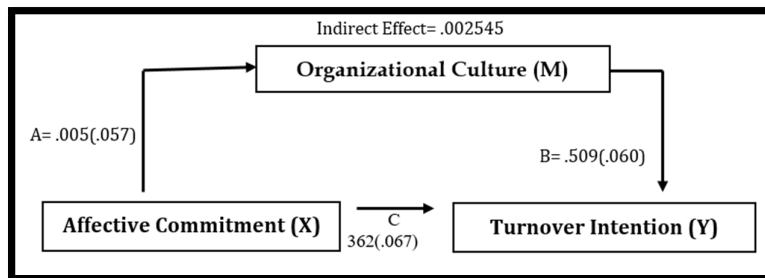 Indirect Effect= .002545
Organizational Culture (M)
A= .005(.057)
B= .509(.060)
Affective Commitment (X)
C
362(.067)
Turnover Intention (Y)